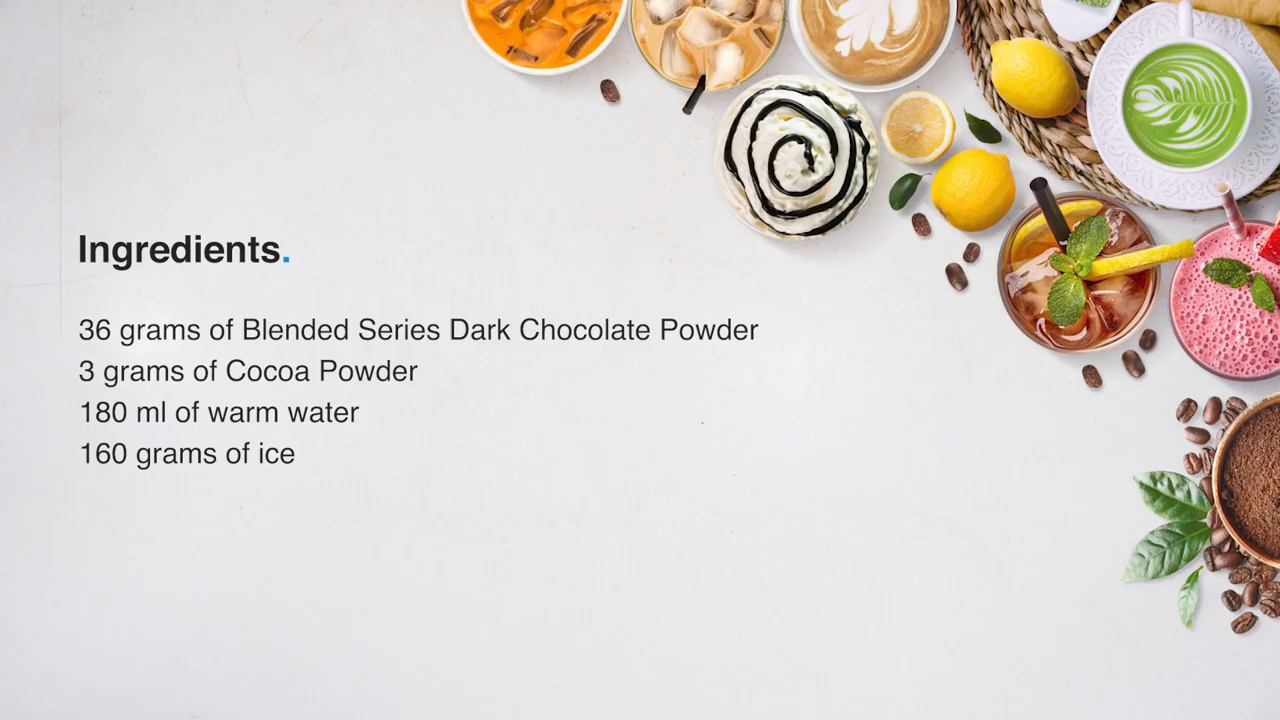 Ingredients.
36 grams of Blended Series Dark Chocolate Powder
3 grams of Cocoa Powder
180 ml of warm water
160 grams of ice